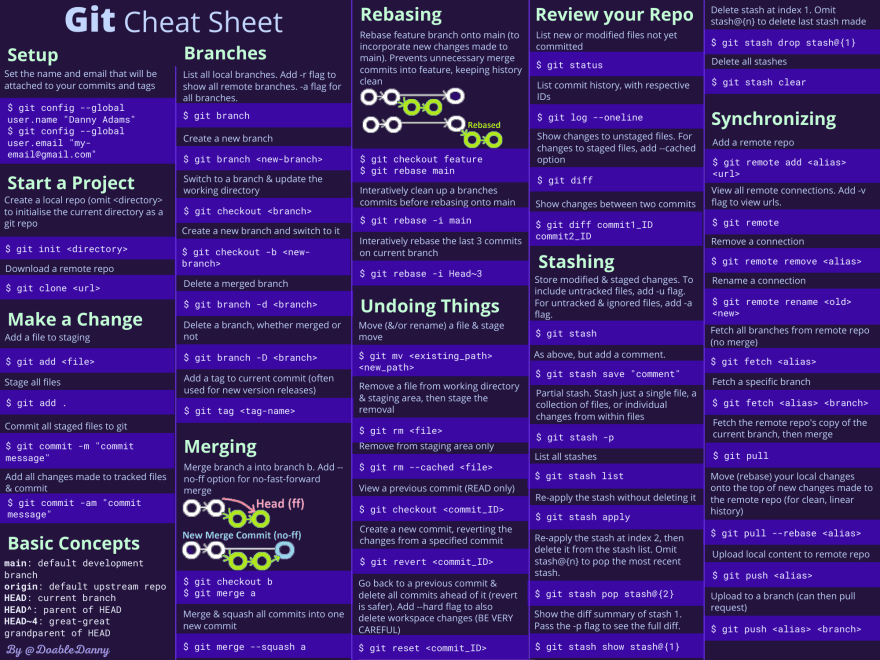 Git Cheat Sheet
Setup
Set the name and email that will be
attached to your commits and tags
$ git config --global
user.name "Danny Adams"
$ git config --global
user.email "my-
email@gmail.com"
Start a Project
Create a local repo (omit <directory>
to initialise the current directory as a
git repo
$ git init <directory>
Download a remote repo
$ git clone <url>
Make a Change
Add a file to staging
$ git add <file>
Stage all files
$ git add .
Commit all staged files to git
$ git commit -m "commit
message"
Add all changes made to tracked files
& commit
$ git commit -am "commit
message"
Basic Concepts
main: default development
branch
origin: default upstream repo
HEAD: current branch
HEAD^: parent of HEAD
HEAD~4: great-great
grandparent of HEAD
By @DoableDanny
Branches
List all local branches. Add -r flag to
show all remote branches. -a flag for
all branches.
$ git branch
Create a new branch
$ git branch <new-branch>
Switch to a branch & update the
working directory
$ git checkout <branch>
Create a new branch and switch to it
$ git checkout -b <new-
branch>
Delete a merged branch
$ git branch -d <branch>
Delete a branch, whether merged or
not
$ git branch -D <branch>
Add a tag to current commit (often
used for new version releases)
$ git tag <tag-name>
Merging
Merge branch a into branch b. Add --
no-ff option for no-fast-forward
merge
Head (ff)
New Merge Commit (no-ff)
$ git checkout b
$ git merge a
Merge & squash all commits into one
new commit
$ git merge --squash a
Rebasing
Rebase feature branch onto main (to
incorporate new changes made to
main). Prevents unnecessary merge
commits into feature, keeping history
clean
Rebased
$ git checkout feature
$ git rebase main
Interatively clean up a branches
commits before rebasing onto main
$ git rebase -i main
Interatively rebase the last 3 commits
on current branch
$ git rebase -i Head~3
Undoing Things
Move (&/or rename) a file & stage
move
$ git mv <existing_path>
<new_path>
Remove a file from working directory
& staging area, then stage the
removal
$ git rm <file>
Remove from staging area only
$ git rm --cached <file>
View a previous commit (READ only)
$ git checkout <commit_ID>
Create a new commit, reverting the
changes from a specified commit
$ git revert <commit_ID>
Go back to a previous commit &
delete all commits ahead of it (revert
is safer). Add --hard flag to also
delete workspace changes (BE VERY
CAREFUL)
$ git reset <commit_ID>
Review your Repo
List new or modified files not yet
committed
$ git status
List commit history, with respective
IDs
$ git log --oneline
Show changes to unstaged files. For
changes to staged files, add --cached
option
$ git diff
Show changes between two commits
$ git diff commit1_ID
commit2_ID
Stashing
Store modified & staged changes. To
include untracked files, add -u flag.
For untracked & ignored files, add -a
flag.
$ git stash
As above, but add a comment.
$ git stash save "comment"
Partial stash. Stash just a single file, a
collection of files, or individual
changes from within files
$ git stash -p
List all stashes
$ git stash list
Re-apply the stash without deleting it
$ git stash apply
Re-apply the stash at index 2, then
delete it from the stash list. Omit
stash@{n} to pop the most recent
stash.
$ git stash pop stash@{2}
Show the diff summary of stash 1.
Pass the -p flag to see the full diff.
$ git stash show stash@{1}
Delete stash at index 1. Omit
stash@{n} to delete last stash made
$ git stash drop stash@{1}
Delete all stashes
$ git stash clear
Synchronizing
Add a remote repo
$ git remote add <alias>
<url>
View all remote connections. Add -v
flag to view urls.
$ git remote
Remove a connection
$ git remote remove <alias>
Rename a connection
$ git remote rename <old>
<new>
Fetch all branches from remote repo
(no merge)
$ git fetch <alias>
Fetch a specific branch
$ git fetch <alias> <branch>
Fetch the remote repo's copy of the
current branch, then merge
$ git pull
Move (rebase) your local changes
onto the top of new changes made to
the remote repo (for clean, linear
history)
$ git pull --rebase <alias>
Upload local content to remote repo
$ git push <alias>
Upload to a branch (can then pull
request)
$ git push <alias> <branch>